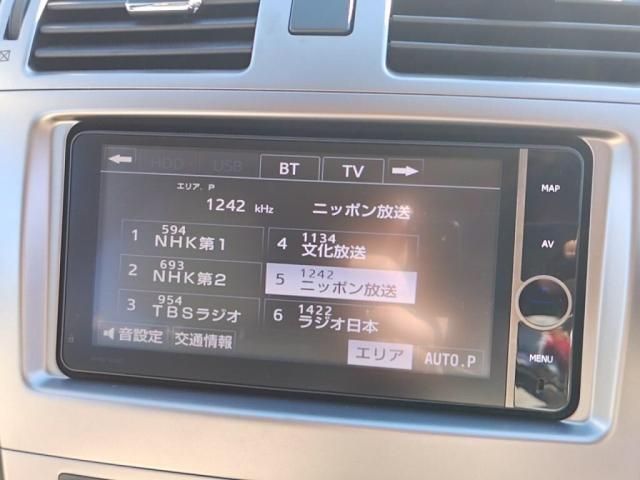 HDD USB BT TV
エリア. P
1242 kHz ニッポン放送
1 594 NHK第1
2 693 NHK第2
3 954 TBSラジオ
4 1134 文化放送
5 1242 ニッポン放送
6 1422 ラジオ日本
音設定 交通情報 エリア AUTO.P
MAP
AV
MENU